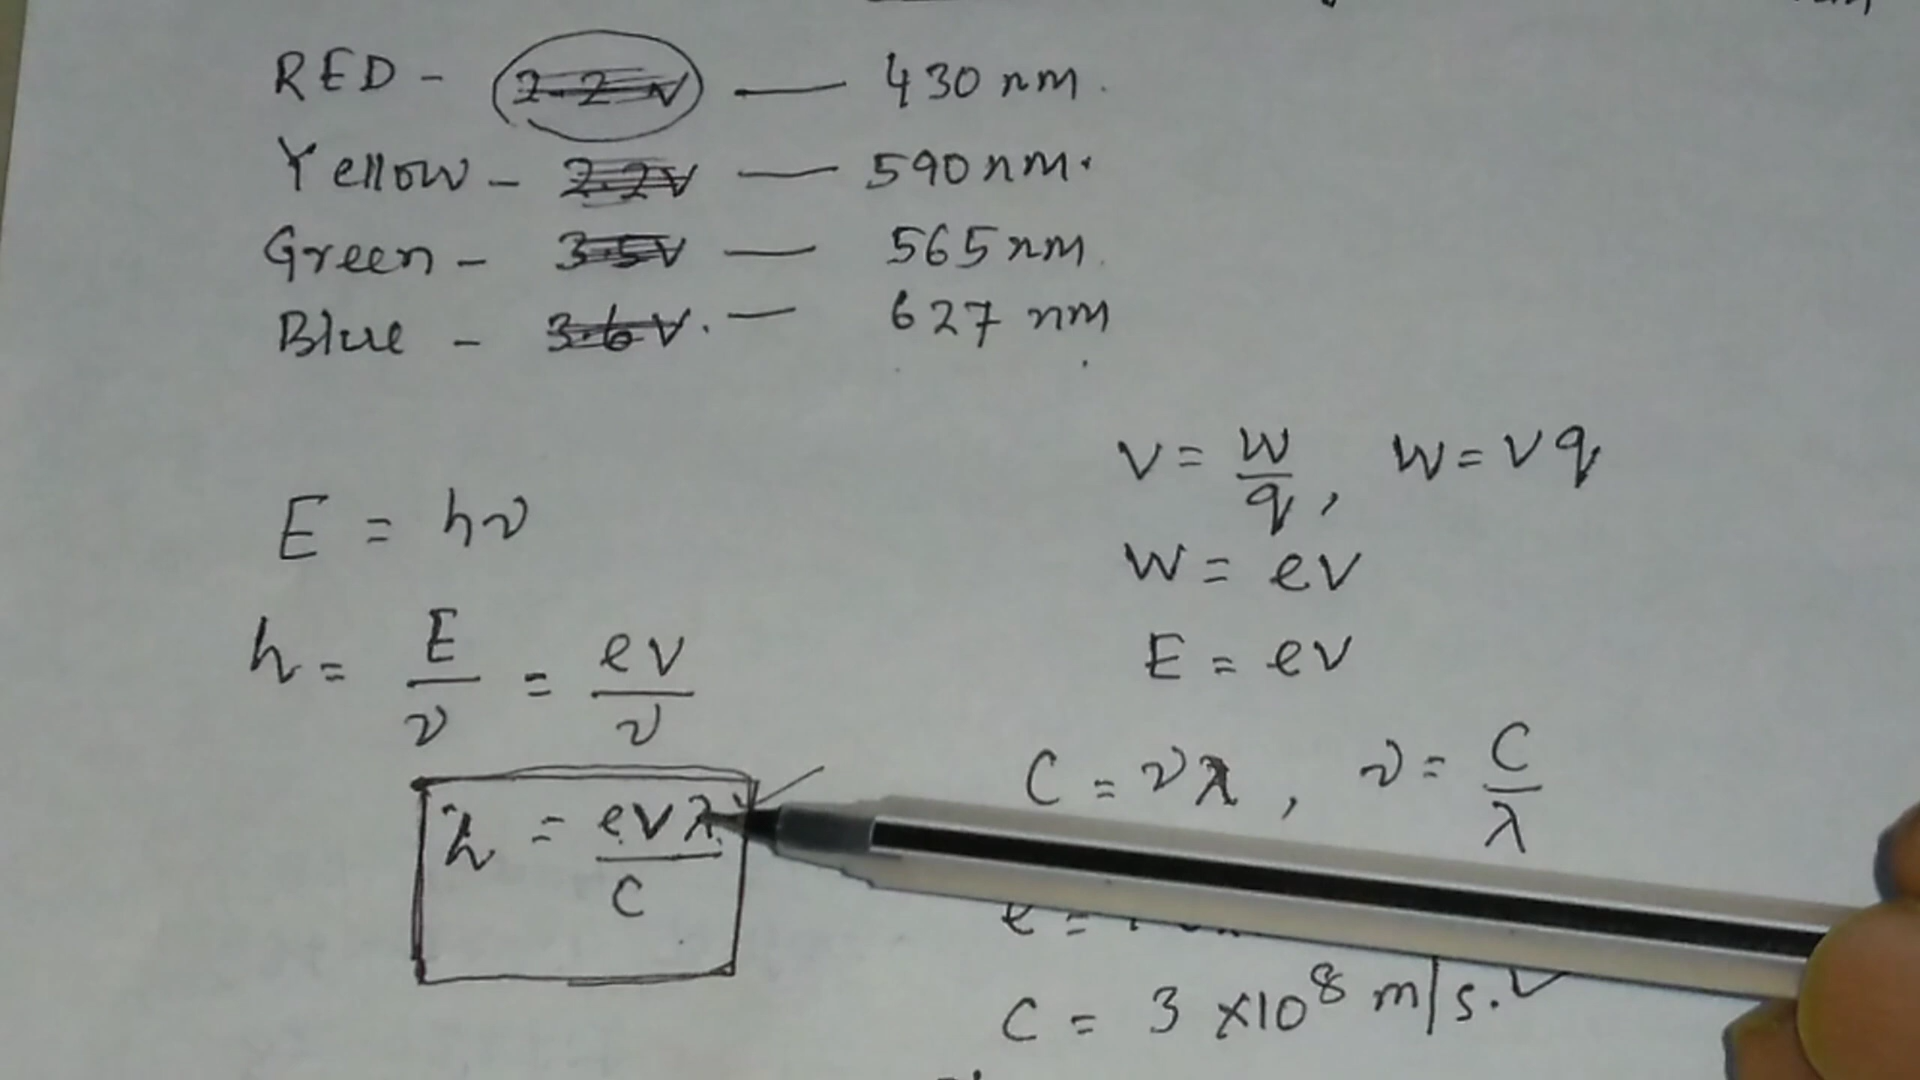 RED - 2.2V — 430 nm.
Yellow - 2.2V — 590 nm.
Green - 3.5V — 565 nm.
Blue - 3.6V. — 627 nm
E = hν
h = E/ν = eV/ν
h = eVλ/C
V = W/q, W = Vq
W = eV
E = eV
C = νλ, ν = C/λ
e =
C = 3 ×10⁸ m/s.